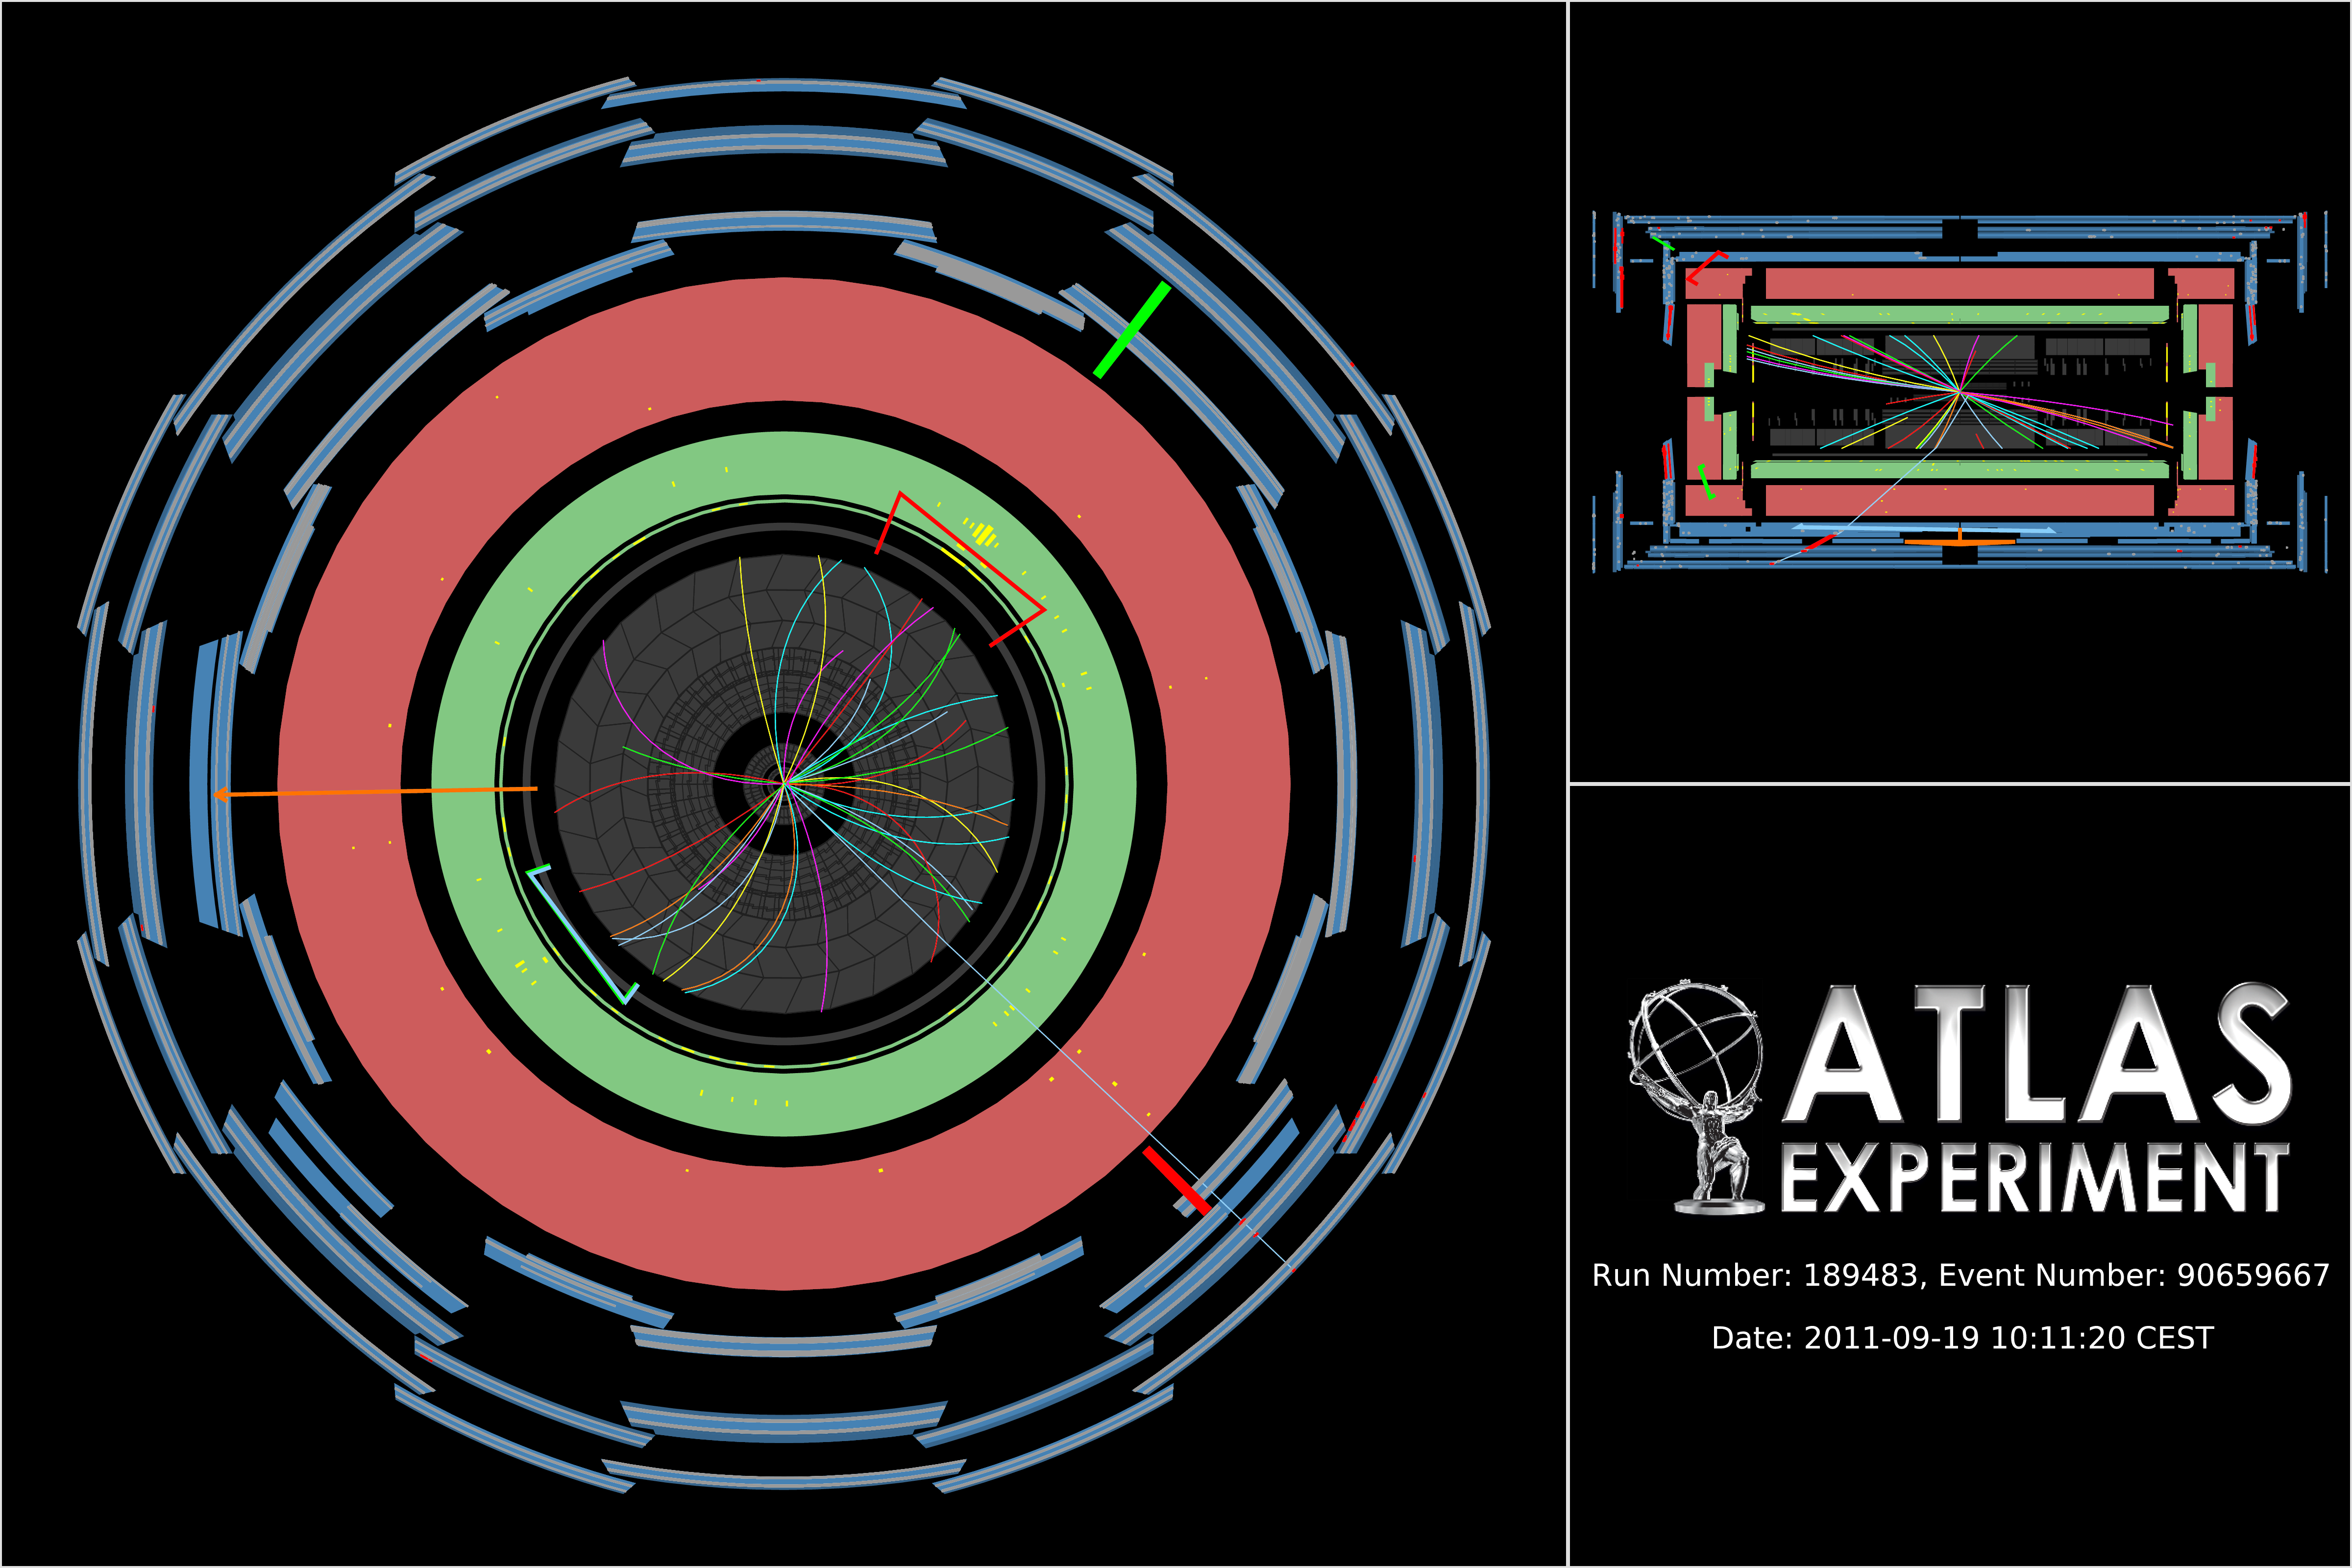 ATLAS
EXPERIMENT
Run Number: 189483, Event Number: 90659667
Date: 2011-09-19 10:11:20 CEST